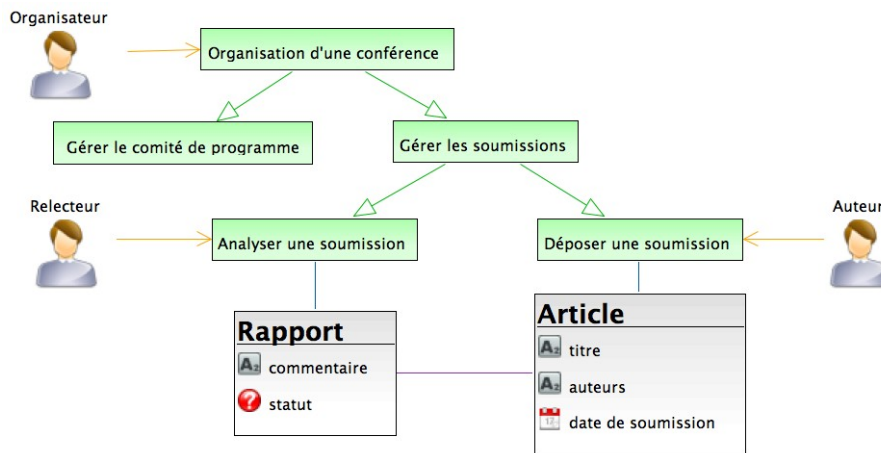 Organisateur
Organisation d'une conférence
Gérer le comité de programme
Gérer les soumissions
Relecteur
Auteur
Analyser une soumission
Déposer une soumission
Rapport
commentaire
statut
Article
titre
auteurs
date de soumission